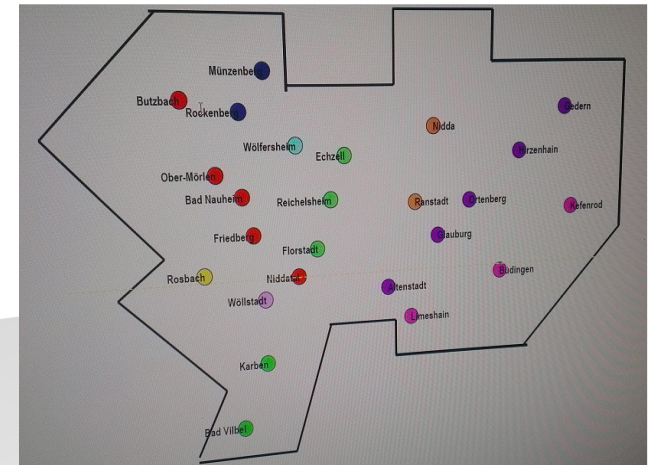 Münzenberg
Butzbach
Rockenberg
Gedern
Nidda
Wölfersheim
Echzell
Hirzenhain
Ober-Mörlen
Bad Nauheim
Reichelsheim
Ranstadt
Ortenberg
Kefenrod
Friedberg
Glauburg
Florstadt
Rosbach
Niddatal
Büdingen
Altenstadt
Wöllstadt
Limeshain
Karben
Bad Vilbel